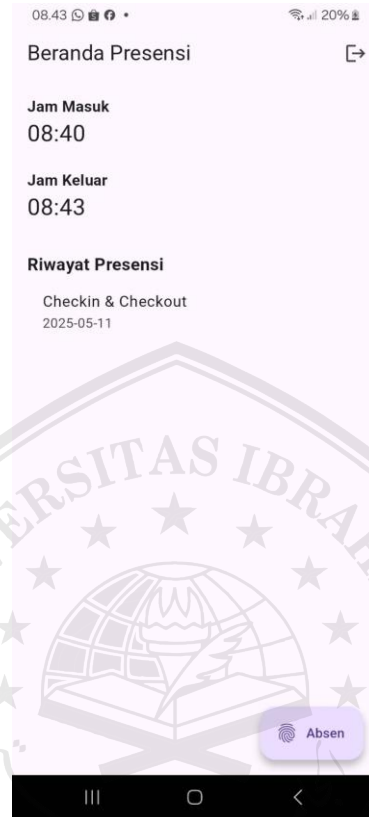 08.43
20%
Beranda Presensi
Jam Masuk
08:40
Jam Keluar
08:43
Riwayat Presensi
Checkin & Checkout
2025-05-11
ERSITAS IBRA
Absen